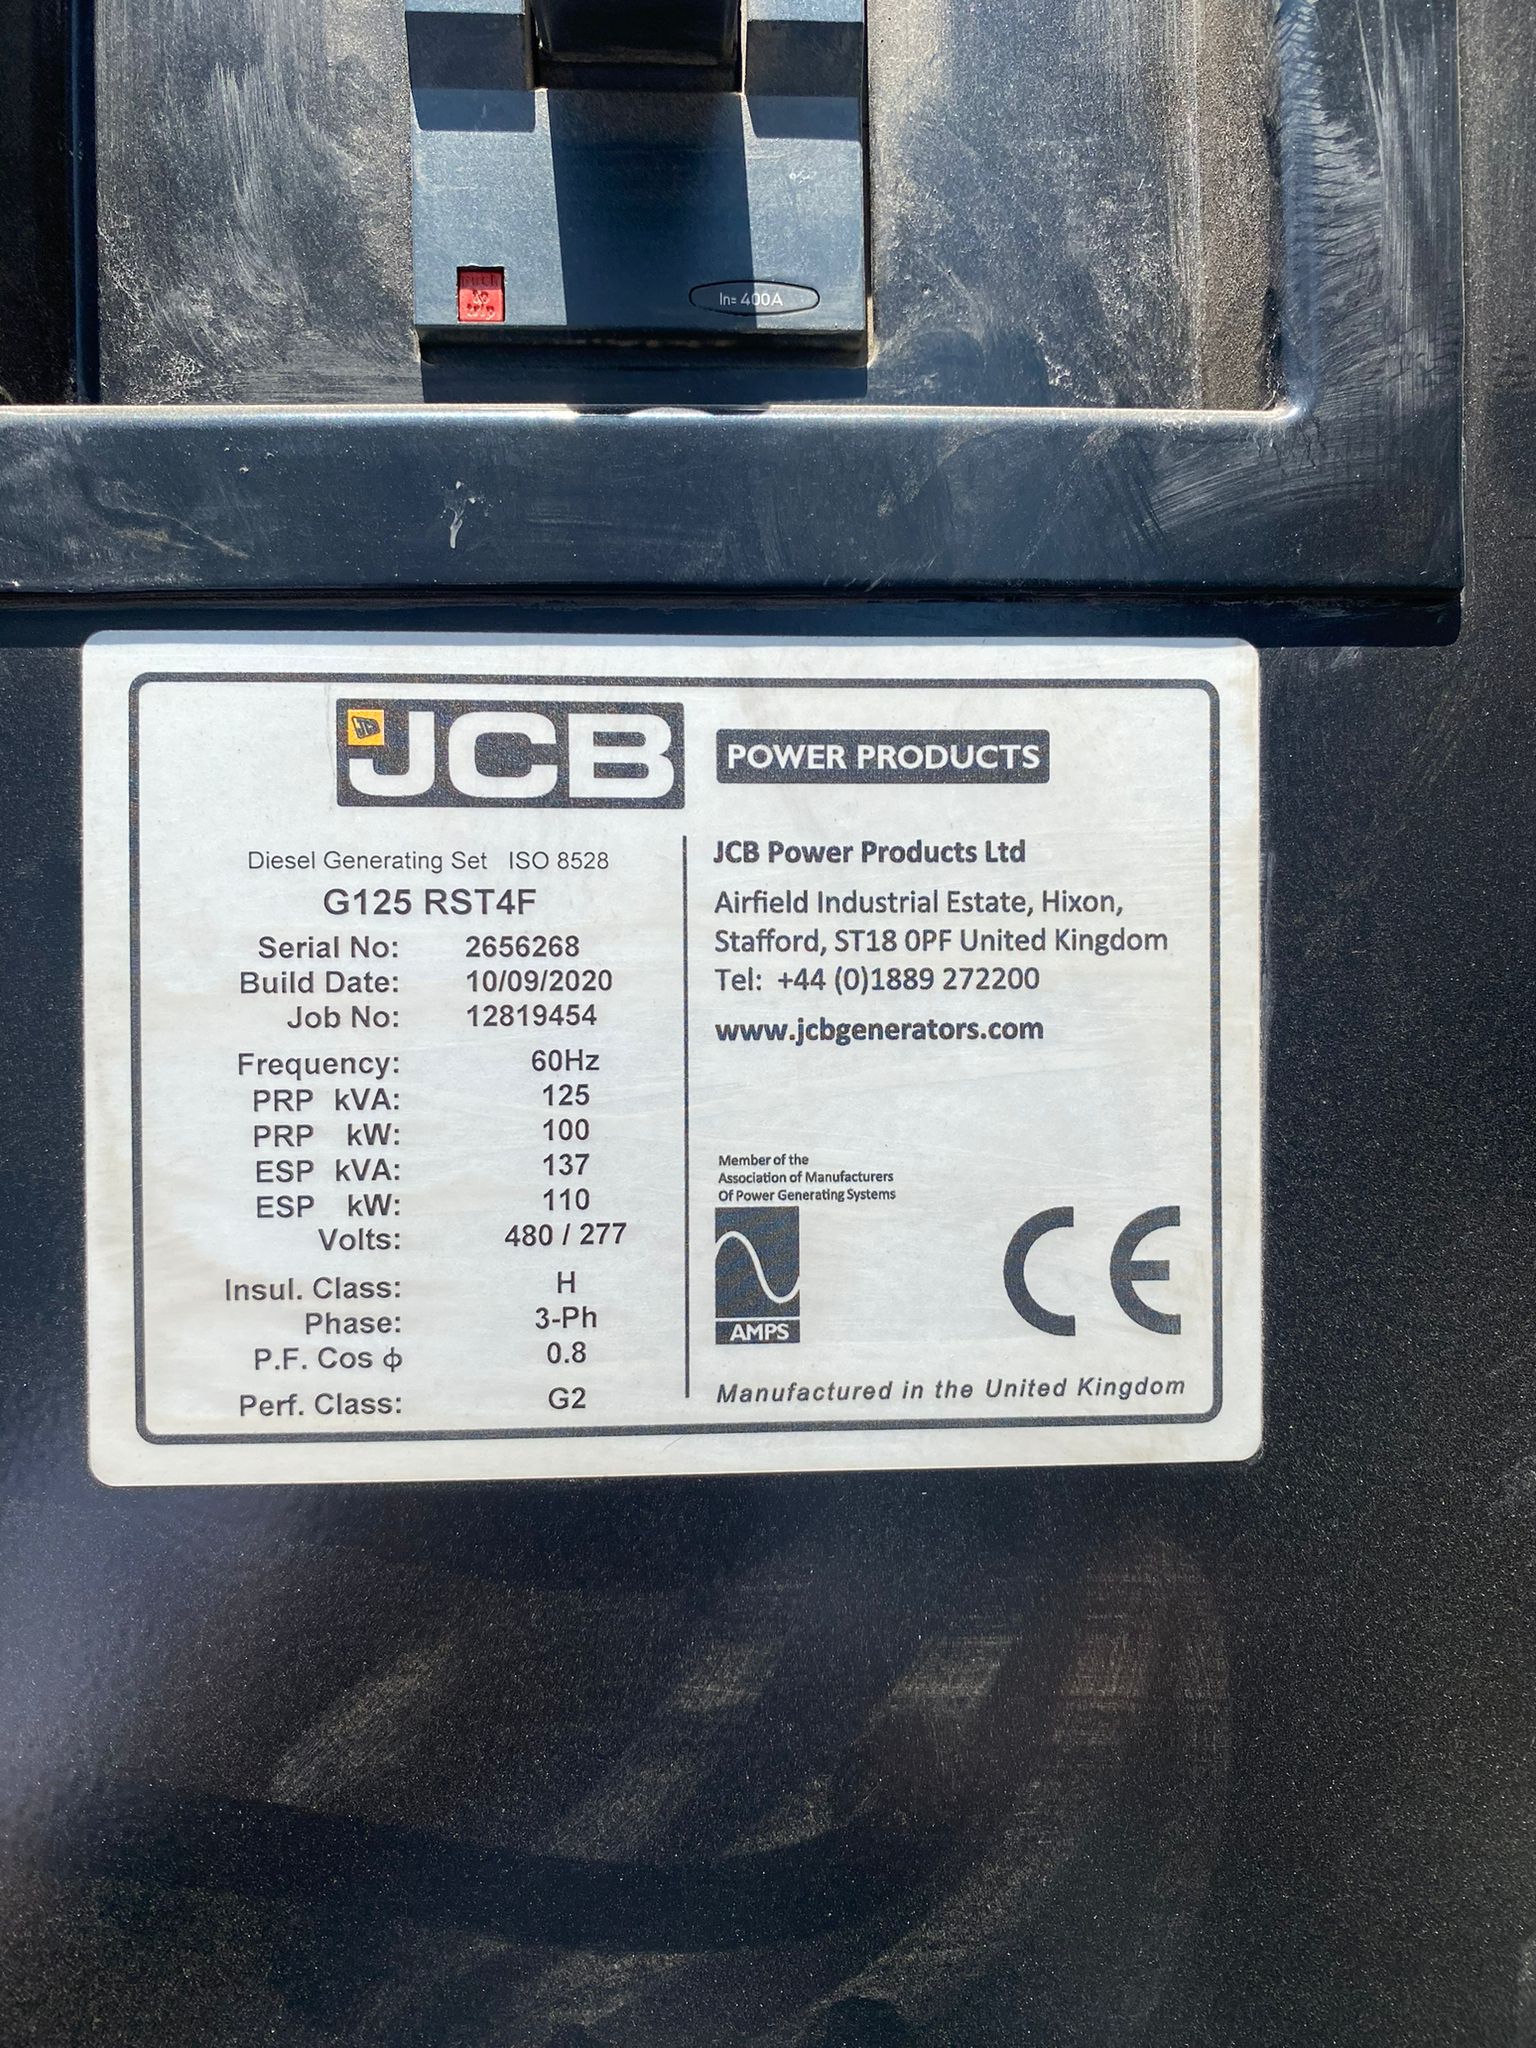 push
to
trip
In= 400A
JCB
POWER PRODUCTS
Diesel Generating Set ISO 8528
G125 RST4F
Serial No: 2656268
Build Date: 10/09/2020
Job No: 12819454
Frequency: 60Hz
PRP kVA: 125
PRP kW: 100
ESP kVA: 137
ESP kW: 110
Volts: 480 / 277
Insul. Class: H
Phase: 3-Ph
P.F. Cos ϕ 0.8
Perf. Class: G2
JCB Power Products Ltd
Airfield Industrial Estate, Hixon,
Stafford, ST18 0PF United Kingdom
Tel: +44 (0)1889 272200
www.jcbgenerators.com
Member of the
Association of Manufacturers
Of Power Generating Systems
AMPS
CE
Manufactured in the United Kingdom